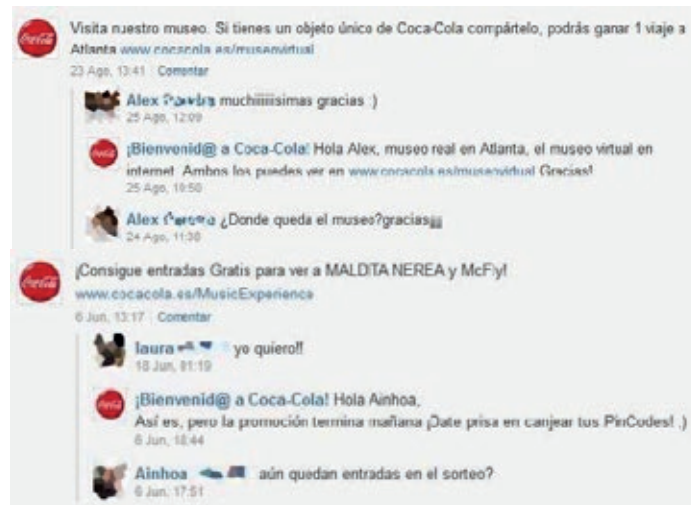 Visita nuestro museo. Si tienes un objeto único de Coca-Cola compártelo, podrás ganar 1 viaje a
Atlanta www.cocacola.es/museovirtual
23 Ago, 13:41 Comentar
Alex muchiiiiisimas gracias :)
25 Ago, 12:09
¡Bienvenid@ a Coca-Cola! Hola Alex, museo real en Atlanta, el museo virtual en
internet. Ambos los puedes ver en www.cocacola.es/museovirtual Gracias!
25 Ago, 10:50
Alex ¿Donde queda el museo?gracias¡¡¡
24 Ago, 11:30
¡Consigue entradas Gratis para ver a MALDITA NEREA y McFly!
www.cocacola.es/MusicExperience
6 Jun, 13:17 Comentar
laura yo quiero!!
18 Jun, 01:19
¡Bienvenid@ a Coca-Cola! Hola Ainhoa,
Así es, pero la promoción termina mañana ¡Date prisa en canjear tus PinCodes! :)
6 Jun, 18:44
Ainhoa aún quedan entradas en el sorteo?
6 Jun, 17:51